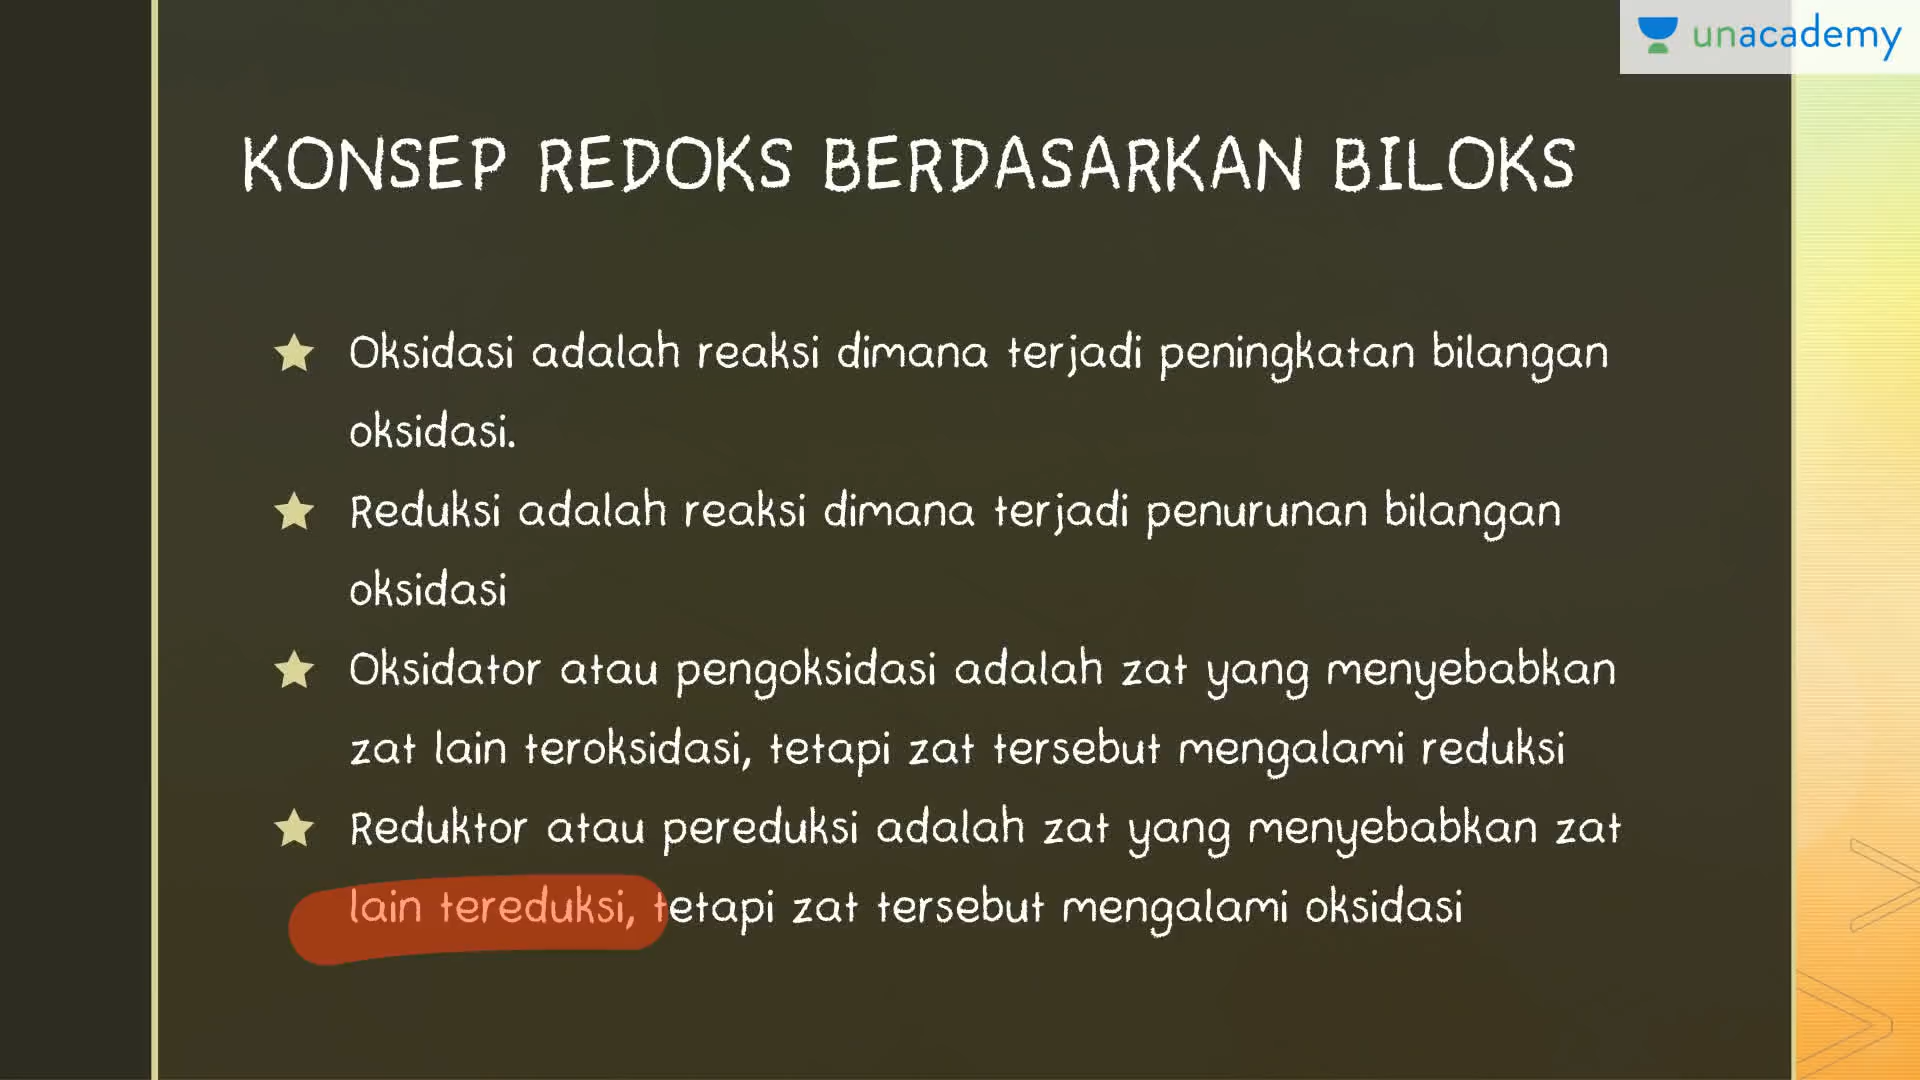 unacademy
KONSEP REDOKS BERDASARKAN BILOKS
Oksidasi adalah reaksi dimana terjadi peningkatan bilangan
oksidasi.
Reduksi adalah reaksi dimana terjadi penurunan bilangan
oksidasi
Oksidator atau pengoksidasi adalah zat yang menyebabkan
zat lain teroksidasi, tetapi zat tersebut mengalami reduksi
Reduktor atau pereduksi adalah zat yang menyebabkan zat
lain tereduksi, tetapi zat tersebut mengalami oksidasi